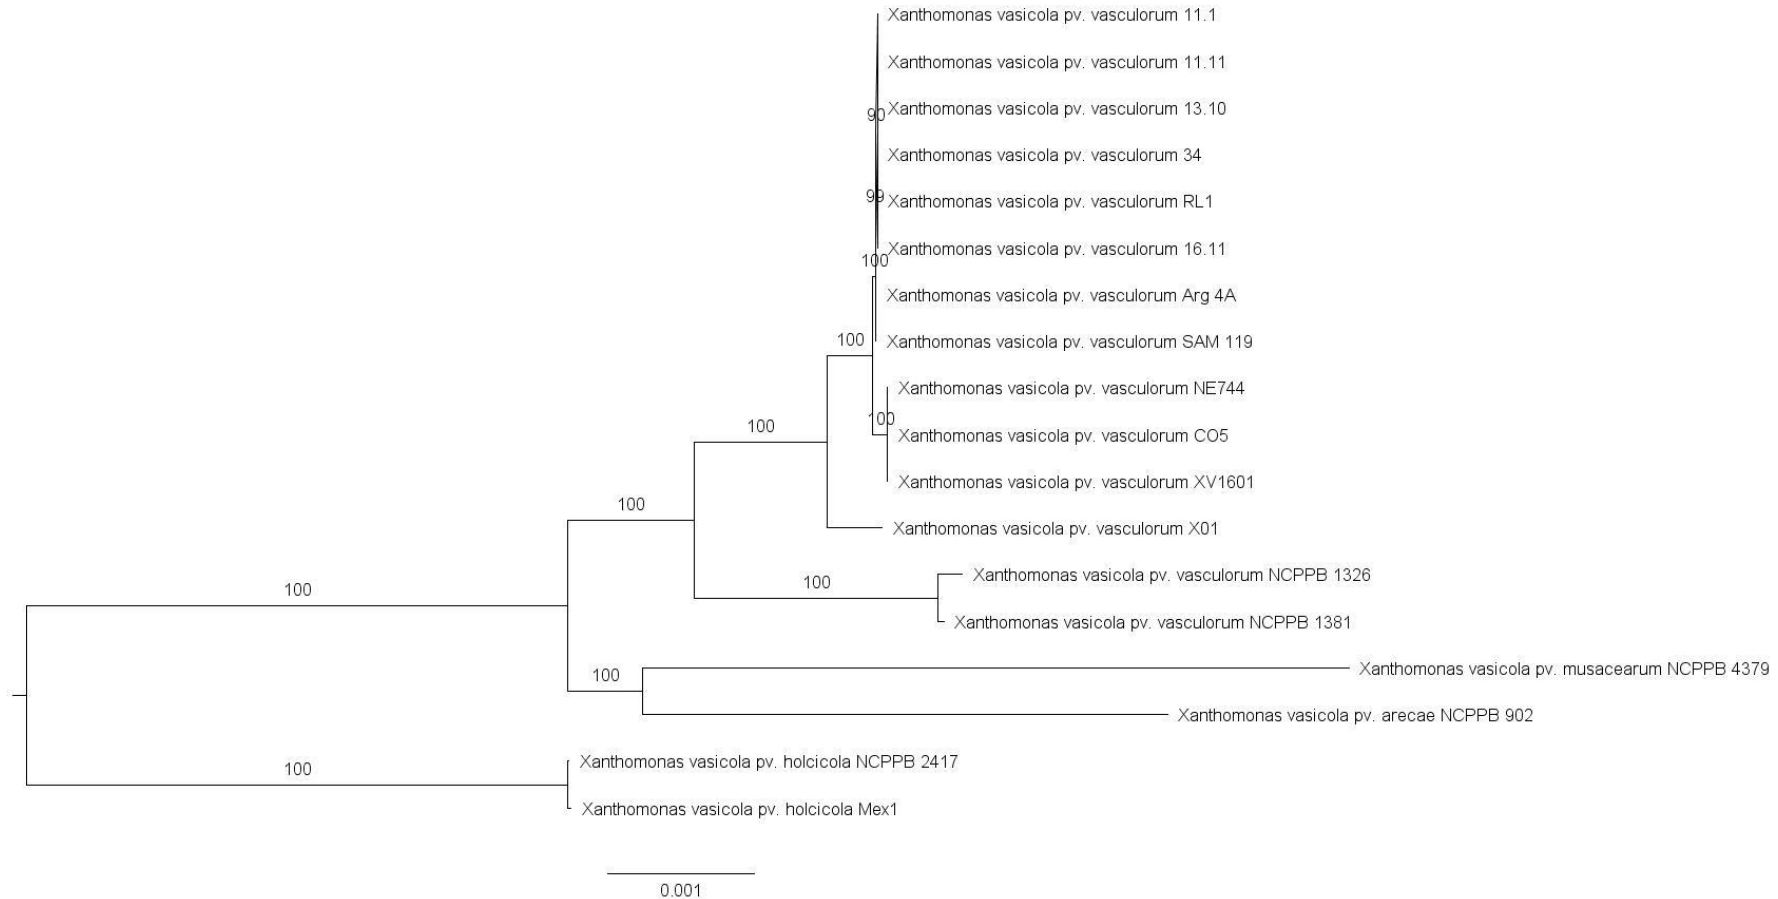 Xanthomonas vasicola pv. vasculorum 11.1
Xanthomonas vasicola pv. vasculorum 11.11
Xanthomonas vasicola pv. vasculorum 13.10
90
Xanthomonas vasicola pv. vasculorum 34
99
Xanthomonas vasicola pv. vasculorum RL1
Xanthomonas vasicola pv. vasculorum 16.11
100
Xanthomonas vasicola pv. vasculorum Arg 4A
100
Xanthomonas vasicola pv. vasculorum SAM 119
Xanthomonas vasicola pv. vasculorum NE744
100
100
Xanthomonas vasicola pv. vasculorum CO5
Xanthomonas vasicola pv. vasculorum XV1601
100
Xanthomonas vasicola pv. vasculorum X01
Xanthomonas vasicola pv. vasculorum NCPPB 1326
100
100
Xanthomonas vasicola pv. vasculorum NCPPB 1381
Xanthomonas vasicola pv. musacearum NCPPB 4379
100
Xanthomonas vasicola pv. arecae NCPPB 902
Xanthomonas vasicola pv. holcicola NCPPB 2417
100
Xanthomonas vasicola pv. holcicola Mex1
0.001